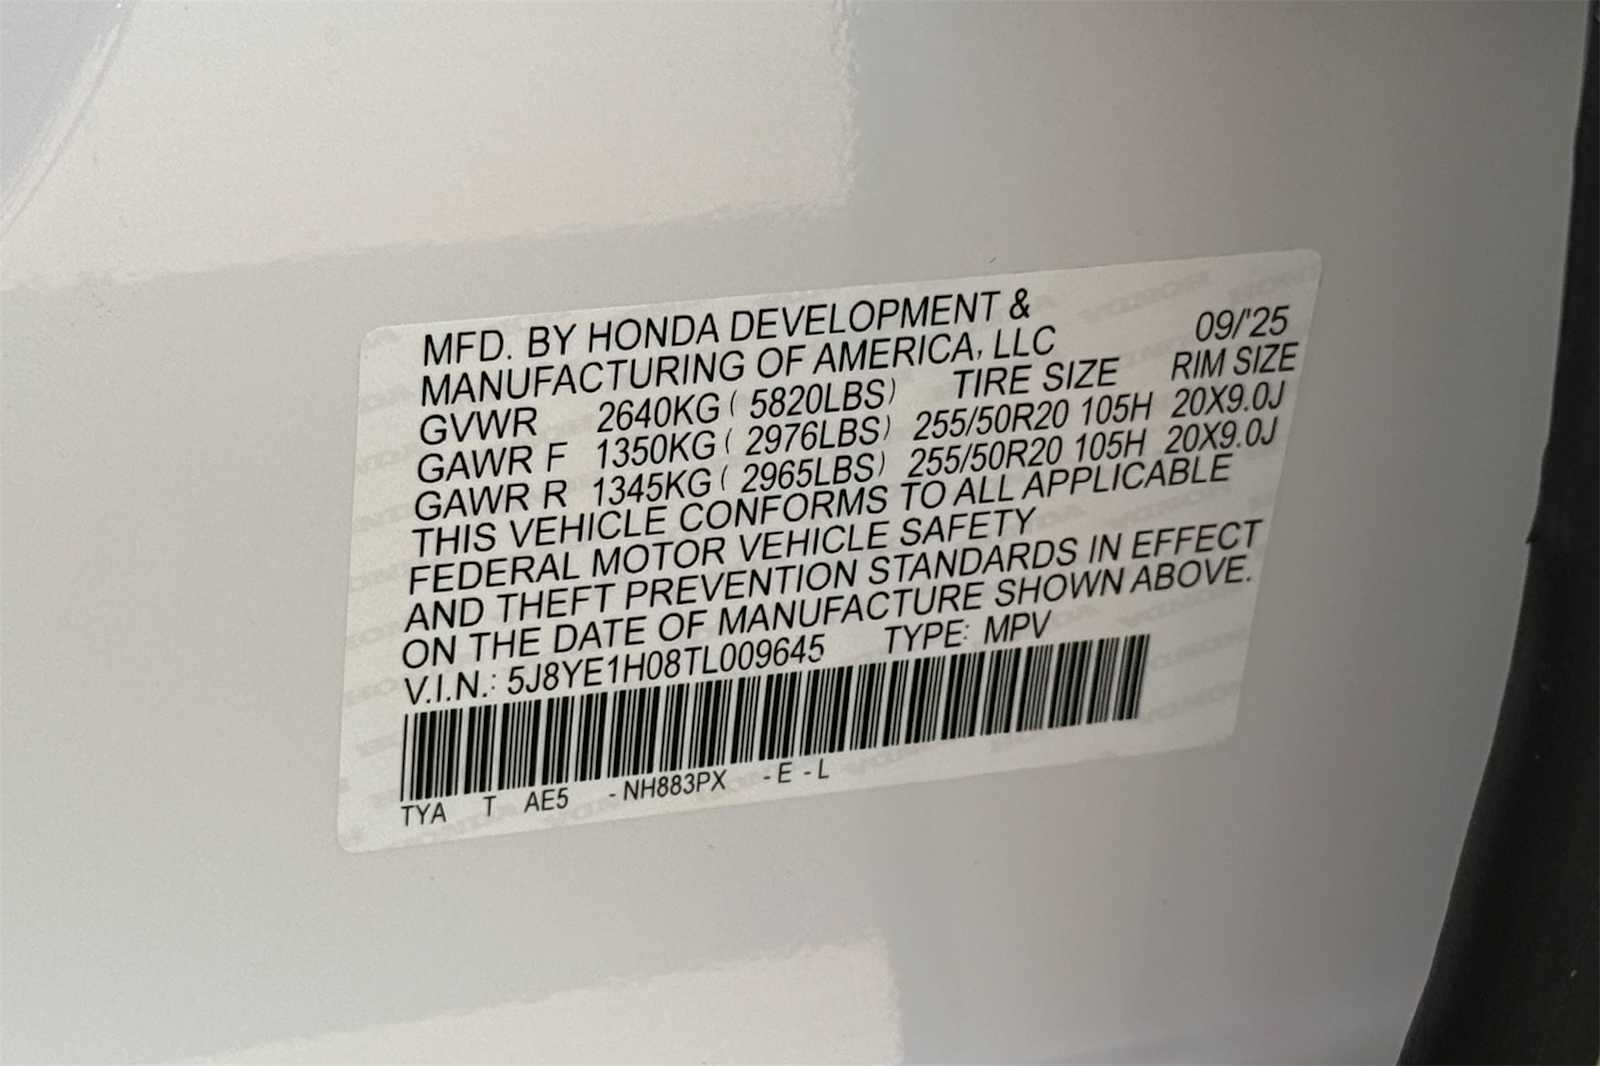 MFD. BY HONDA DEVELOPMENT & 09/'25
MANUFACTURING OF AMERICA, LLC
GVWR 2640KG ( 5820LBS) TIRE SIZE RIM SIZE
GAWR F 1350KG ( 2976LBS) 255/50R20 105H 20X9.0J
GAWR R 1345KG ( 2965LBS) 255/50R20 105H 20X9.0J
THIS VEHICLE CONFORMS TO ALL APPLICABLE
FEDERAL MOTOR VEHICLE SAFETY
AND THEFT PREVENTION STANDARDS IN EFFECT
ON THE DATE OF MANUFACTURE SHOWN ABOVE.
V.I.N.: 5J8YE1H08TL009645 TYPE: MPV
TYA T AE5 -NH883PX -E -L